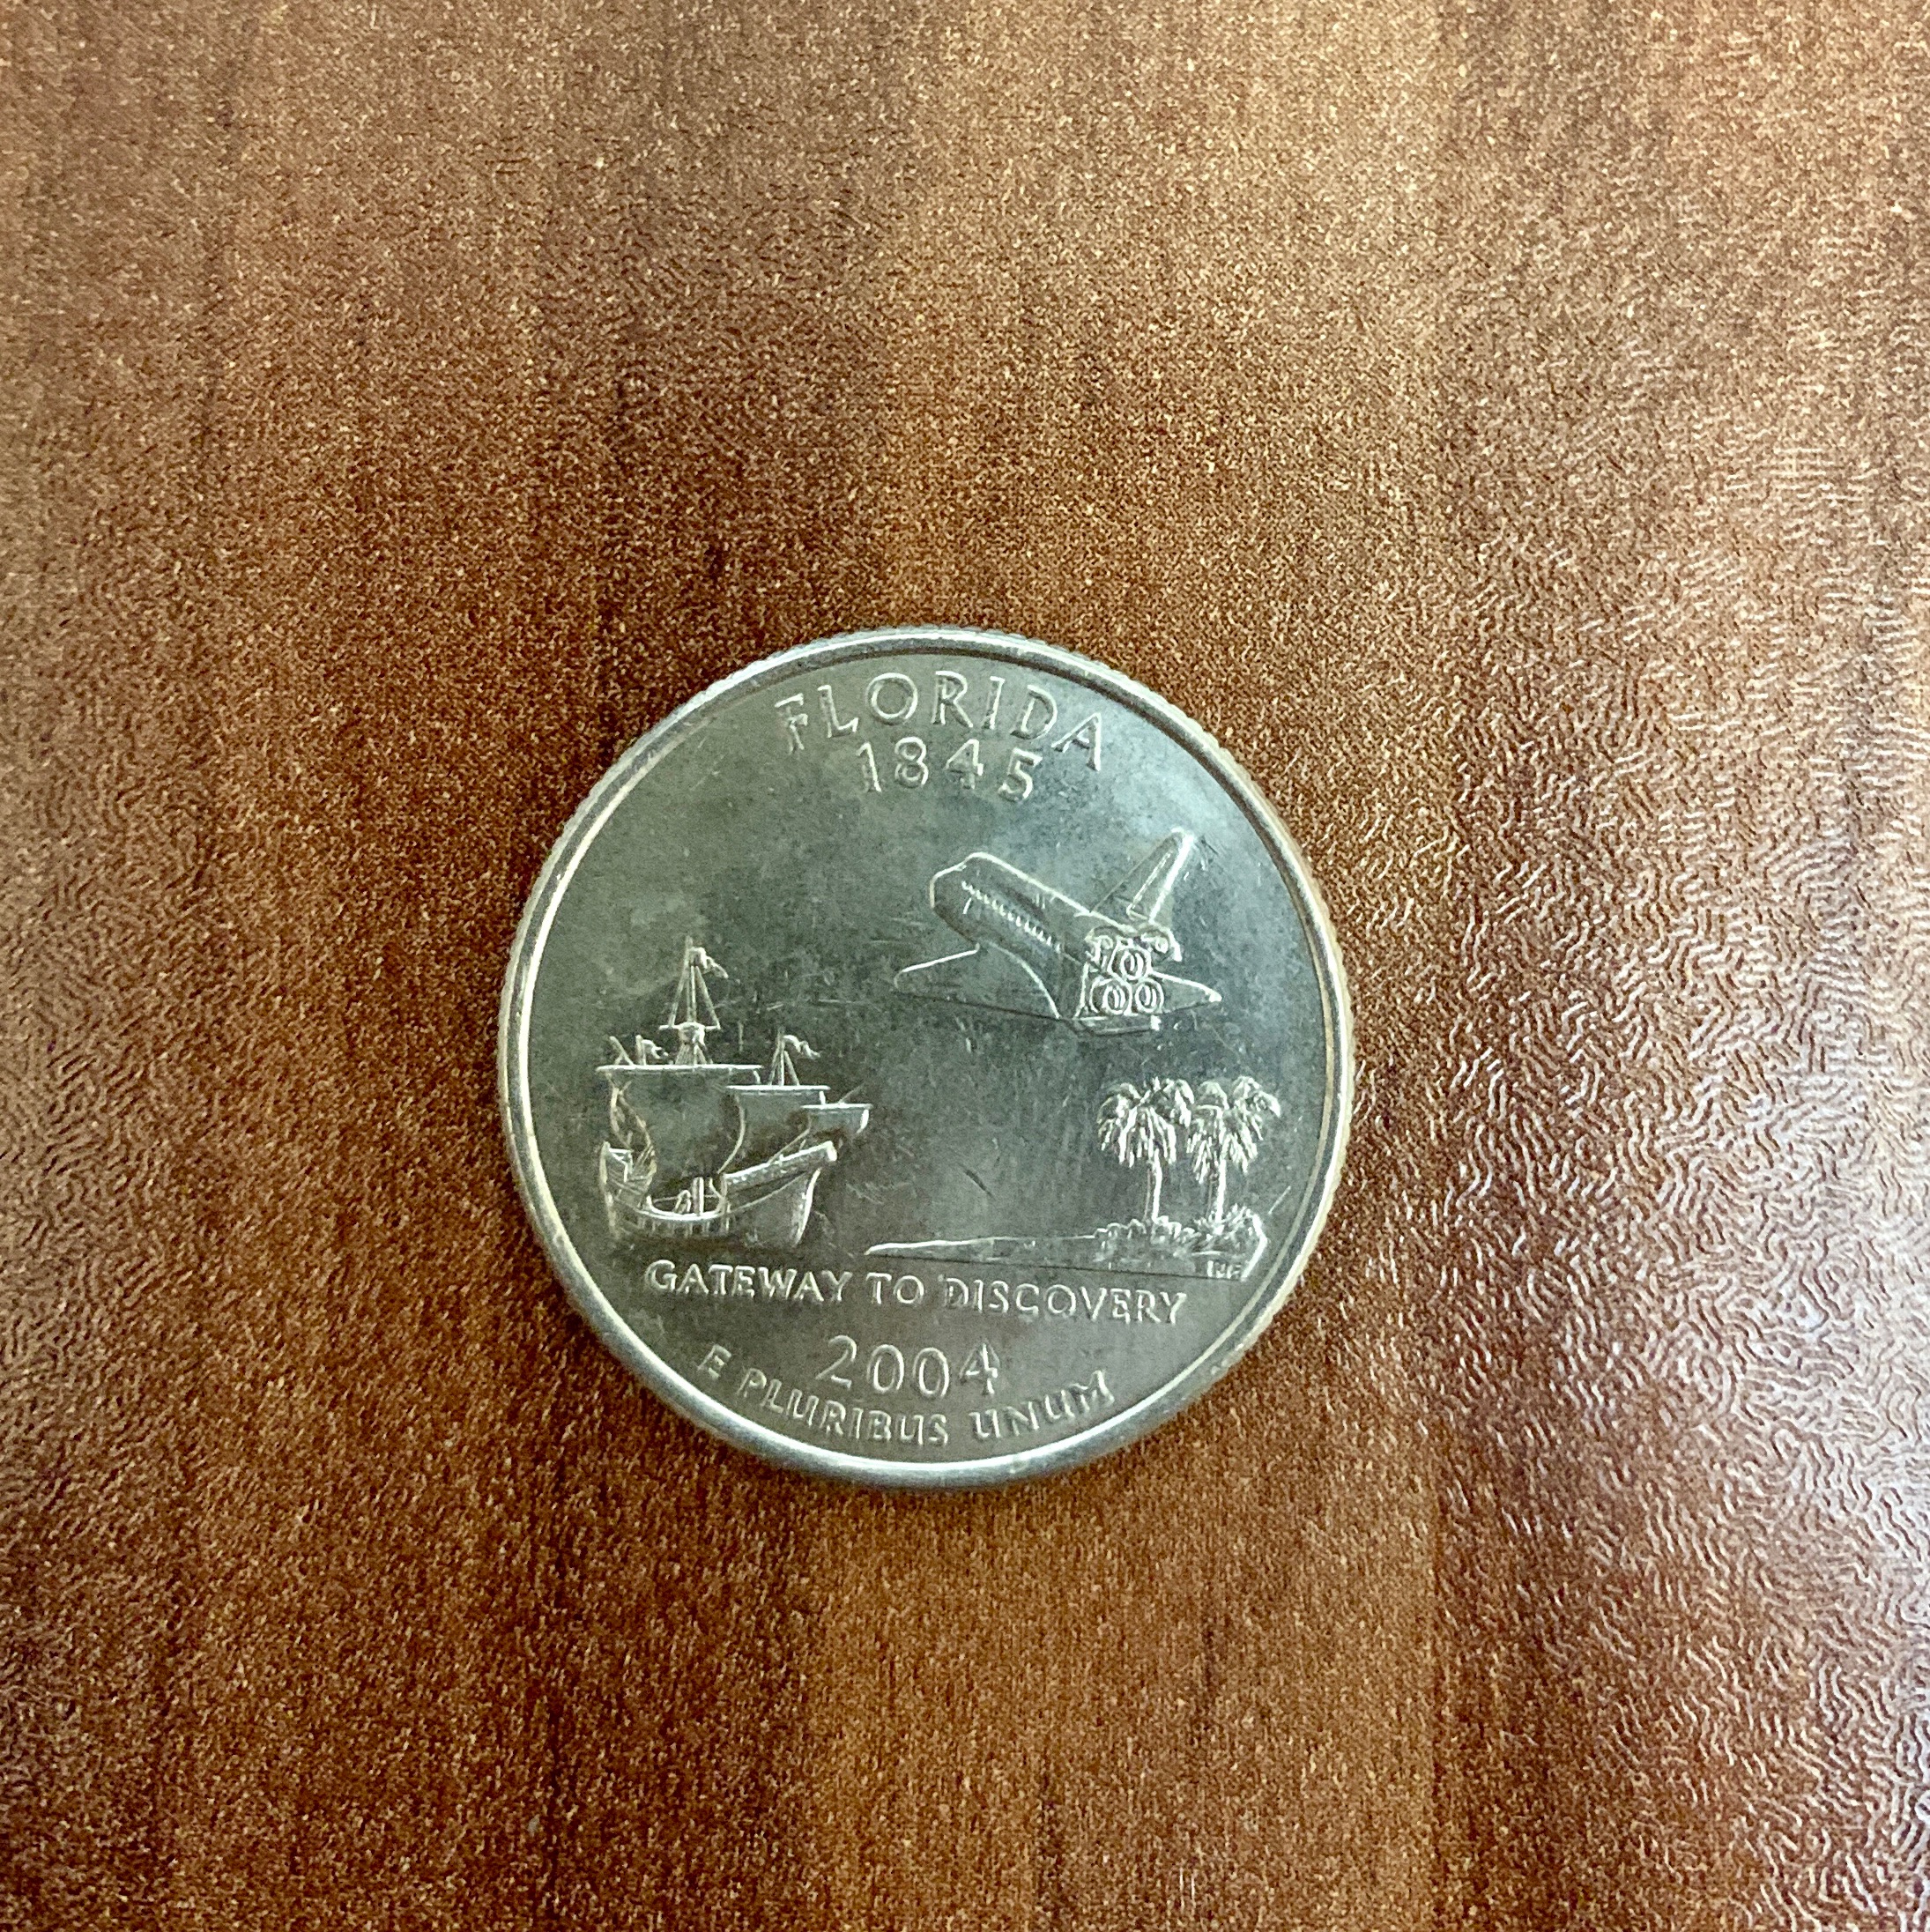 FLORIDA
1845
GATEWAY TO DISCOVERY
2004
E PLURIBUS UNUM